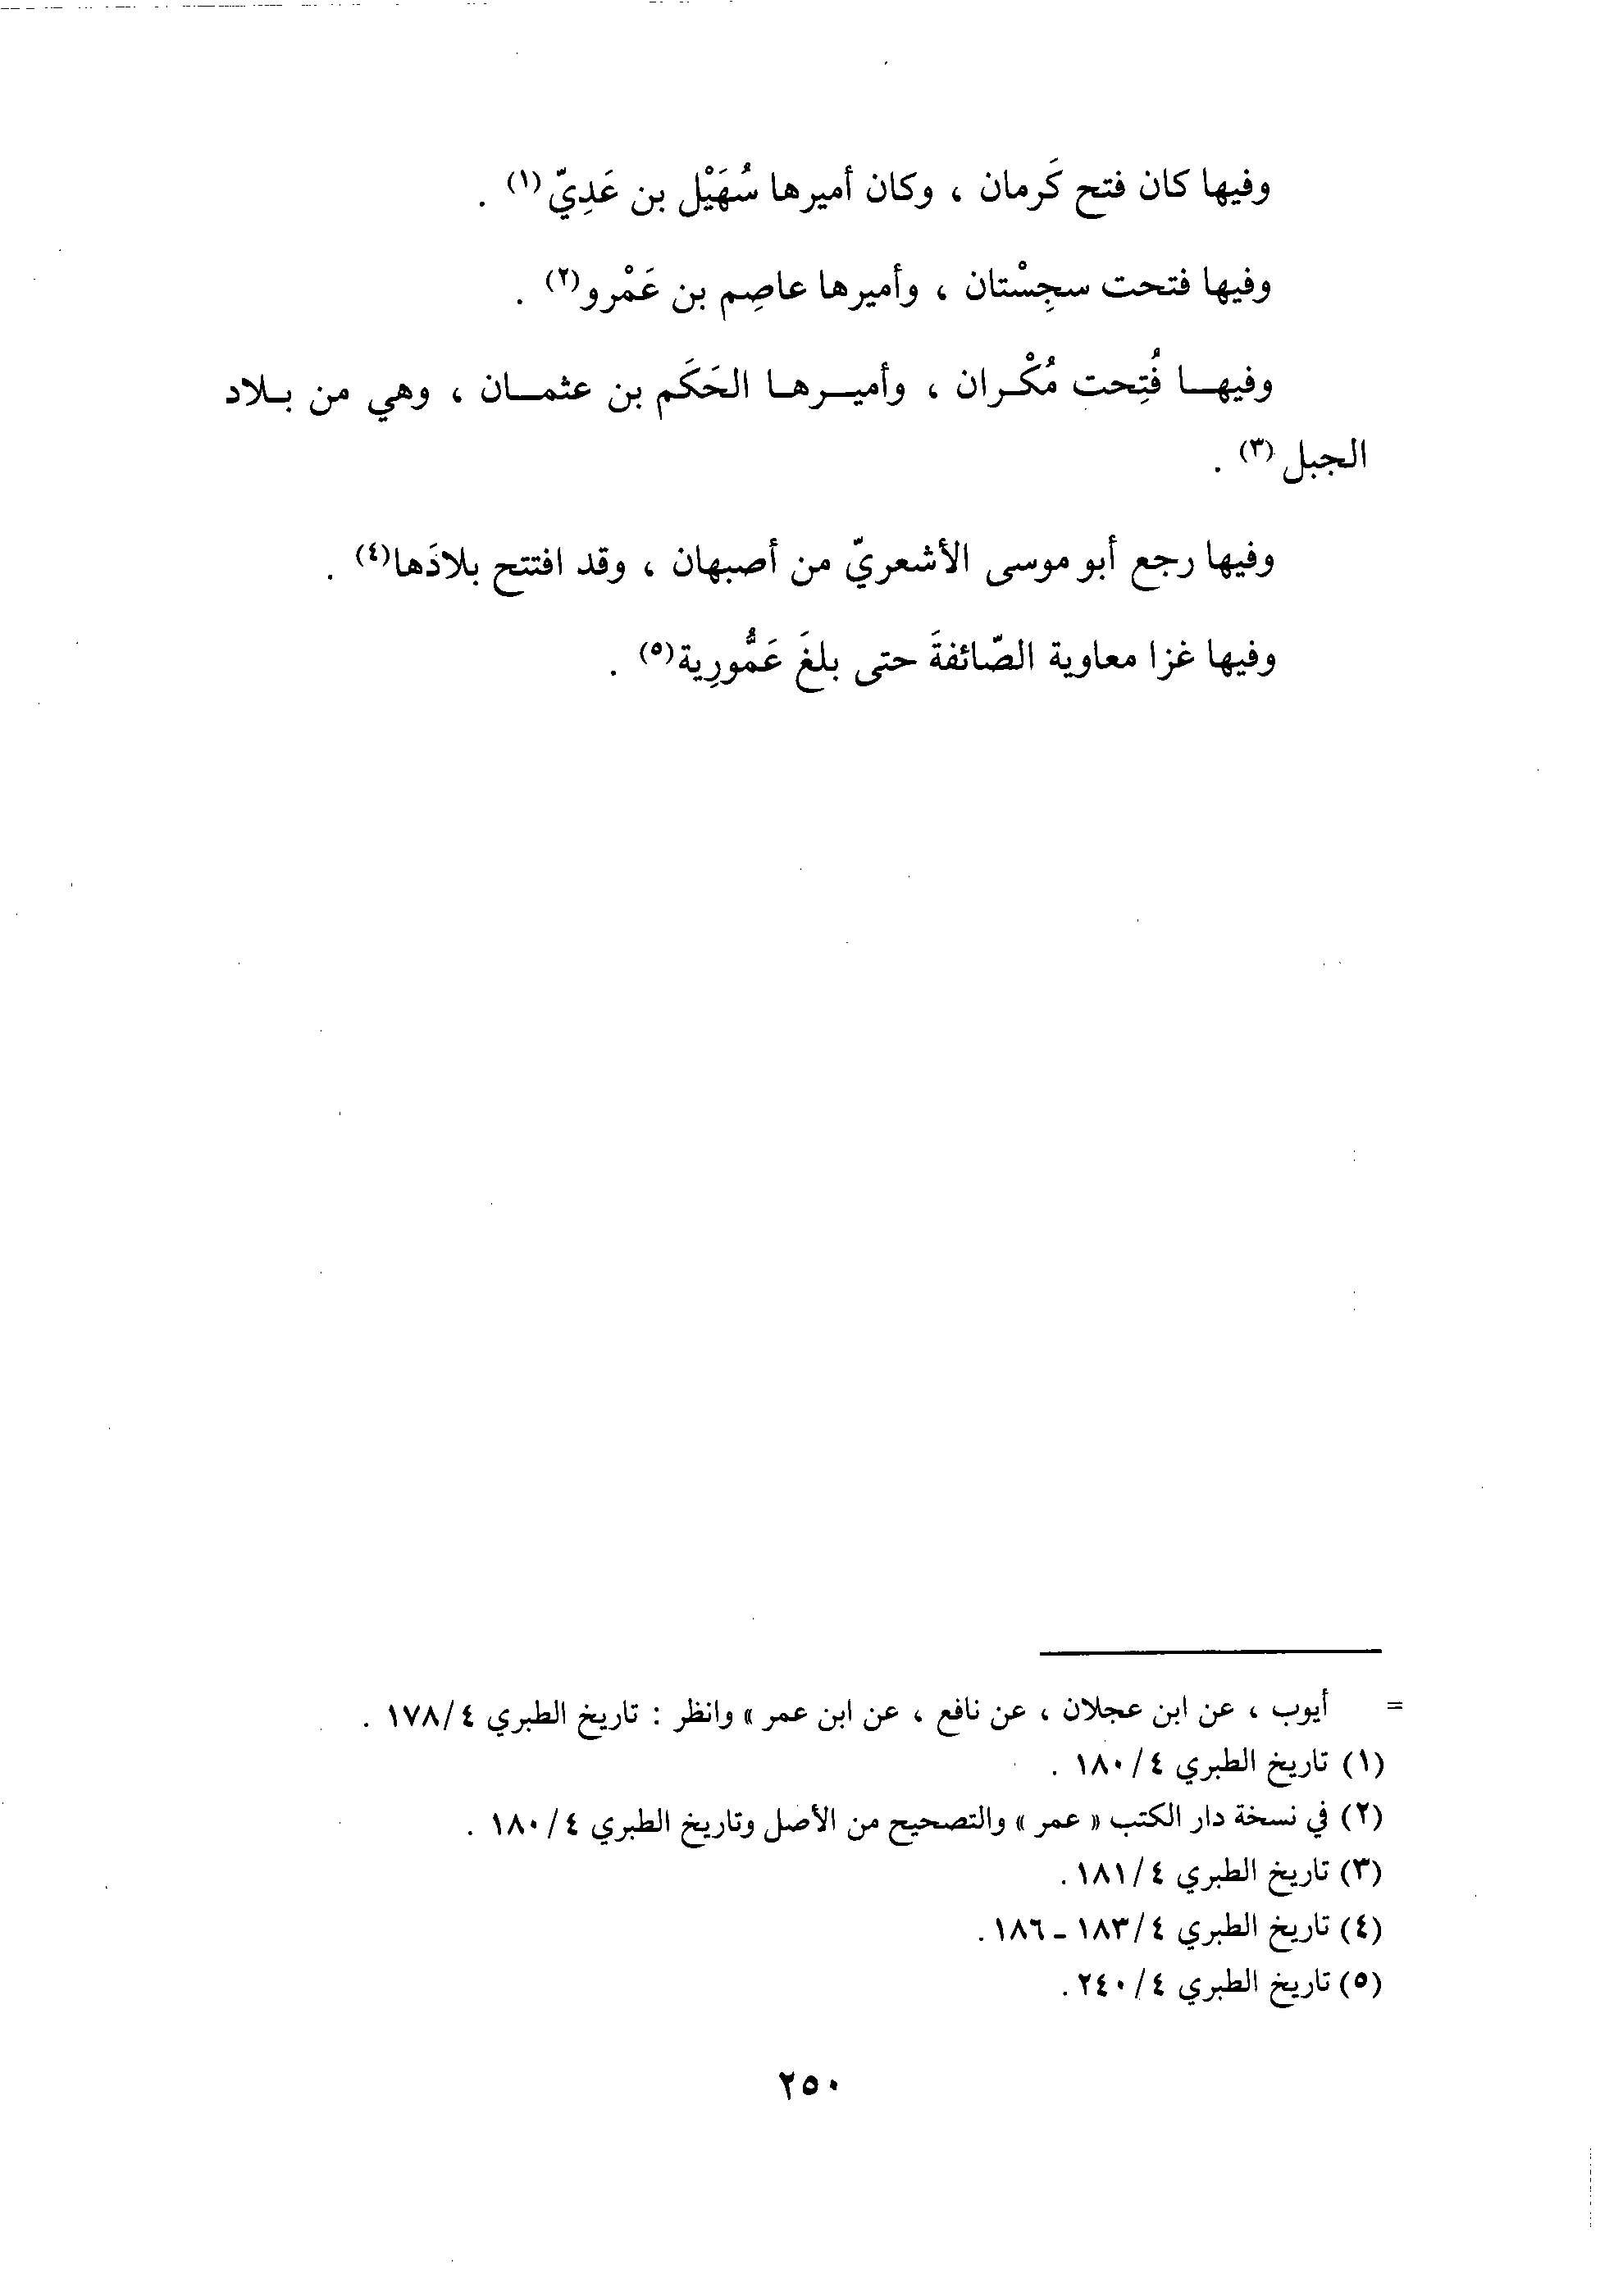 وفيها كان فتح كَرمان ، وكان أميرها سُهَيْل بن عَدِيّ (١) .
وفيها فتحت سجِسْتان ، وأميرها عاصِم بن عَمْرو(٢) .
وفيهـا فُتِحت مُكْـران ، وأميـرهـا الحَكَم بن عثمـان ، وهي من بـلاد
الجبل (٣) .
وفيها رجع أبو موسى الأشعريّ من أصبهان ، وقد افتتح بلادَها(٤) .
وفيها غزا معاوية الصّائفةَ حتى بلغَ عَمُّورِية(٥) .
= أيوب ، عن ابن عجلان ، عن نافع ، عن ابن عمر » وانظر : تاريخ الطبري ٤/ ١٧٨ .
(١) تاريخ الطبري ٤/ ١٨٠ .
(٢) في نسخة دار الكتب « عمر » والتصحيح من الأصل وتاريخ الطبري ٤/ ١٨٠ .
(٣) تاريخ الطبري ٤/ ١٨١ .
(٤) تاريخ الطبري ٤/ ١٨٣ ـ ١٨٦ .
(٥) تاريخ الطبري ٤/ ٢٤٠ .
٢٥٠